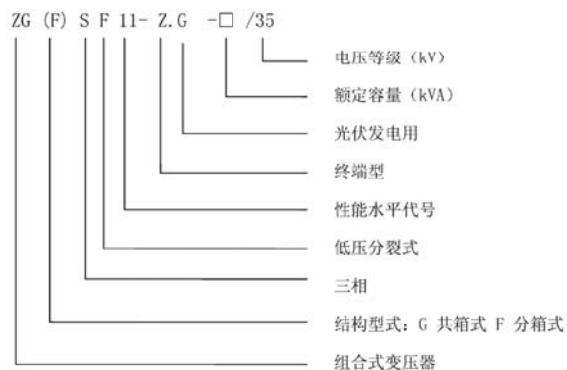 ZG (F) S F 11- Z.G -□ /35
电压等级（kV）
额定容量（kVA）
光伏发电用
终端型
性能水平代号
低压分裂式
三相
结构型式：G 共箱式 F 分箱式
组合式变压器